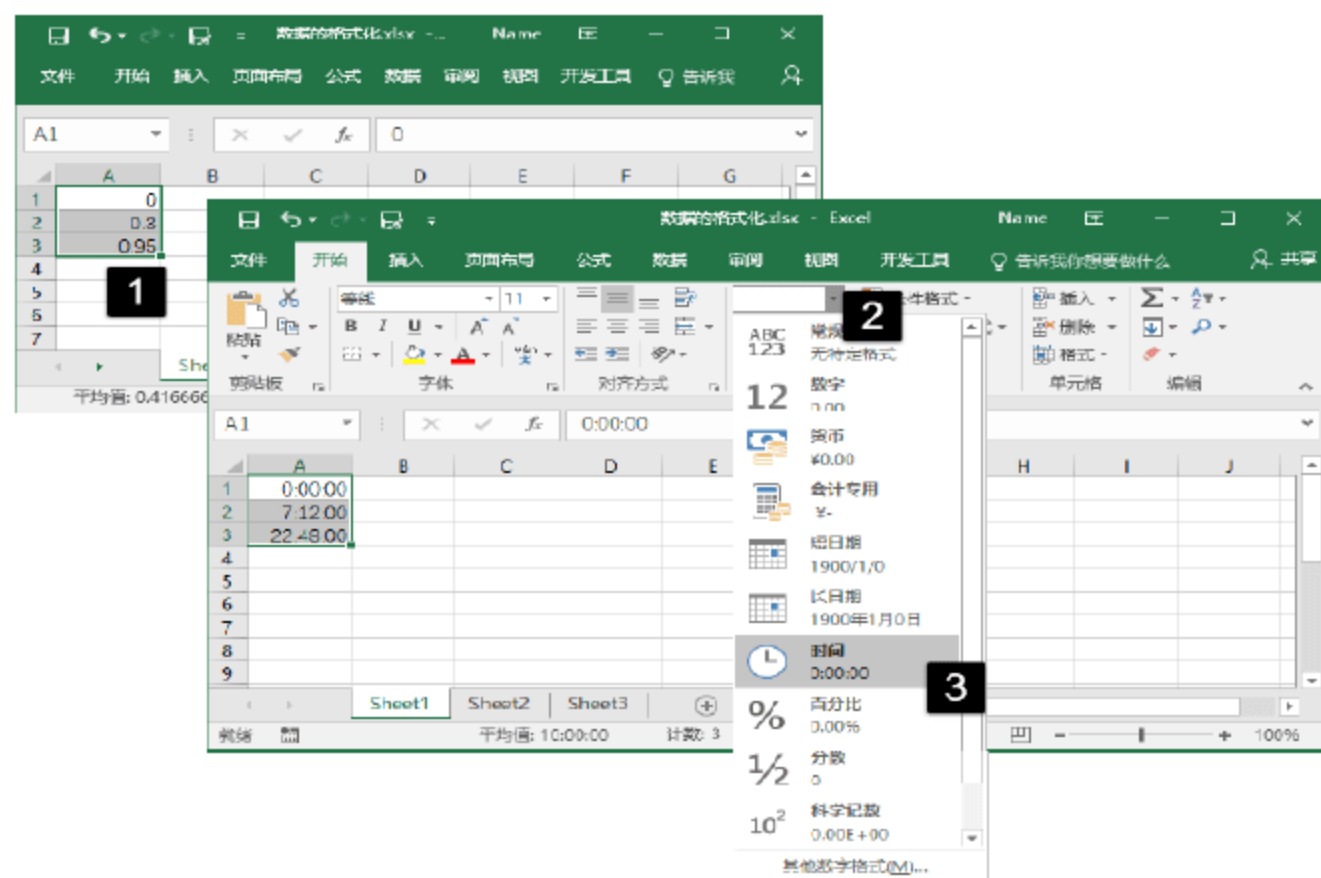 数据的格式化.xlsx - ... Name
文件 开始 插入 页面布局 公式 数据 审阅 视图 开发工具 告诉我
A1 fx 0
A B C D E F G
1 0
2 0.3
3 0.95
4
5
6
7
1
She
平均值: 0.416666
数据的格式化.xlsx - Excel Name
文件 开始 插入 页面布局 公式 数据 审阅 视图 开发工具 告诉我你想要做什么 共享
等线 11
B I U A A
粘贴
剪贴板 字体 对齐方式
2
件格式
插入
删除
格式
单元格 编辑
A1 fx 0:00:00
A B C D E H I J
1 0:00:00
2 7:12:00
3 22:48:00
4
5
6
7
8
9
Sheet1 Sheet2 Sheet3
就绪 平均值: 10:00:00 计数: 3 100%
ABC
123
常规
无特定格式
12
数字
0.00
货币
¥0.00
会计专用
¥-
短日期
1900/1/0
长日期
1900年1月0日
时间
0:00:00
3
%
百分比
0.00%
½
分数
0
10²
科学记数
0.00E+00
其他数字格式(M)...